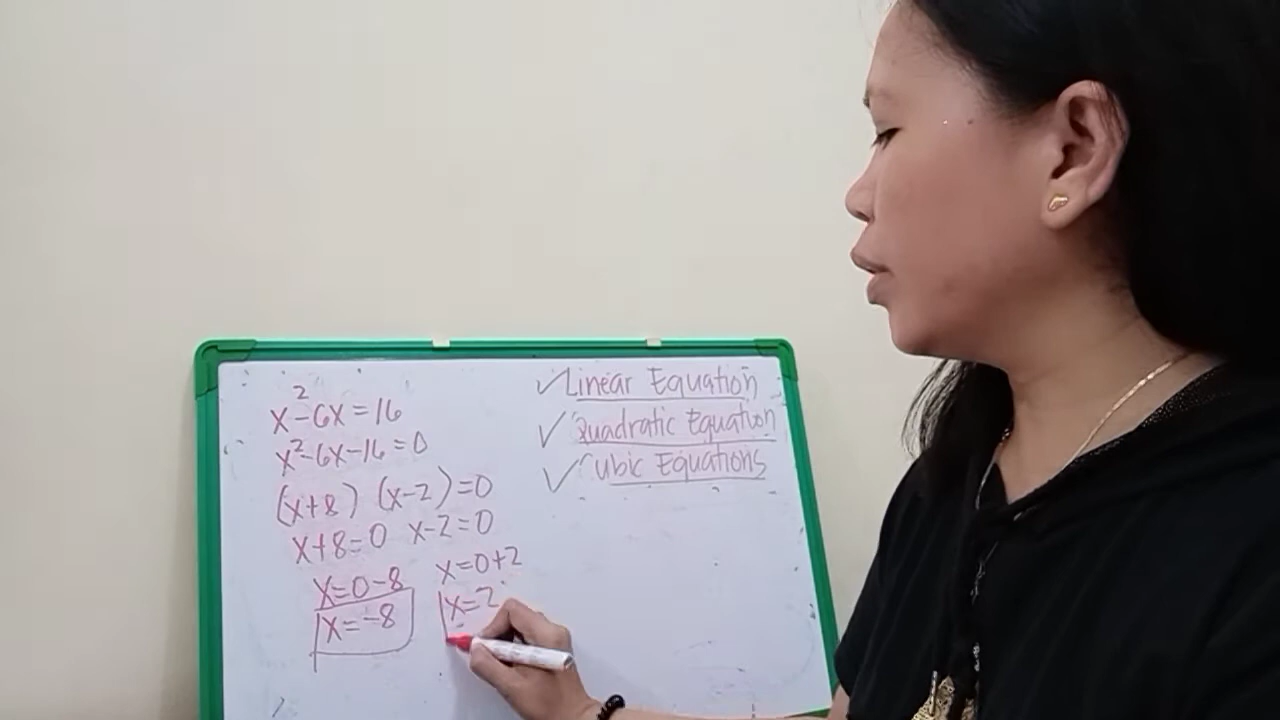 x²-6x=16
x²-6x-16=0
(x+8) (x-2)=0
x+8=0 x-2=0
x=0-8 x=0+2
x=-8 x=2
✓Linear Equation
✓Quadratic Equation
✓Cubic Equations